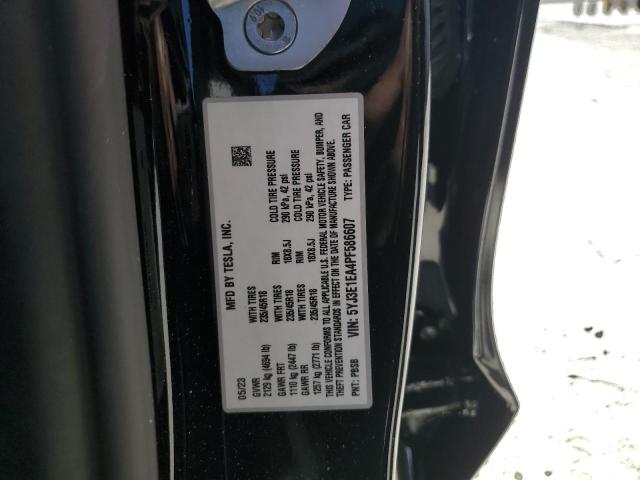 MFD BY TESLA, INC.
05/23
GVWR
2129 kg (4694 lb)
GAWR FRT WITH TIRES RIM COLD TIRE PRESSURE
1110 kg (2447 lb) 235/45R18 18X8.5J 290 kPa, 42 psi
GAWR RR WITH TIRES RIM COLD TIRE PRESSURE
1257 kg (2771 lb) 235/45R18 18X8.5J 290 kPa, 42 psi
THIS VEHICLE CONFORMS TO ALL APPLICABLE U.S. FEDERAL MOTOR VEHICLE SAFETY, BUMPER, AND
THEFT PREVENTION STANDARDS IN EFFECT ON THE DATE OF MANUFACTURE SHOWN ABOVE.
VIN: 5YJ3E1EA4PF586607
PNT: PBSB TYPE: PASSENGER CAR